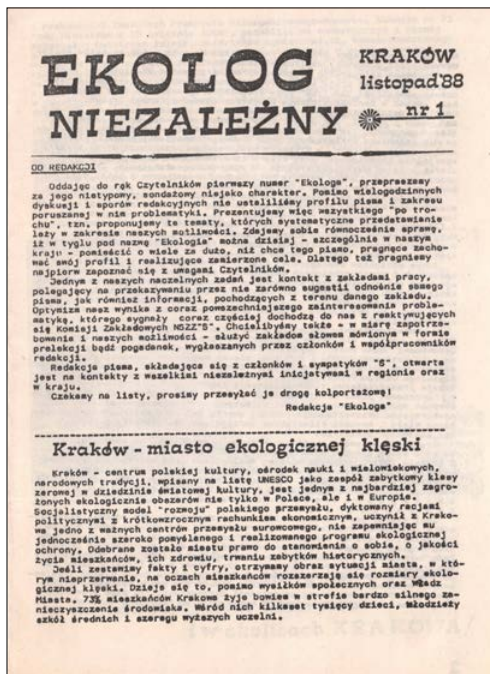 EKOLOG
NIEZALEŻNY
KRAKÓW
listopad'88
nr 1
OD REDAKCJI
Oddając do rąk Czytelników pierwszy numer "Ekologa", przepraszamy
za jego nietypowy, sondażowy niejako charakter. Pomimo wielogodzinnych
dyskusji i sporów redakcyjnych nie ustaliliśmy profilu pisma i zakresu
poruszanej w nim problematyki. Prezentujemy więc wszystkiego "po tro-
chu", tzn. proponujemy te tematy, których systematyczne przedstawianie
leży w zakresie naszych możliwości. Zdajemy sobie równocześnie sprawę,
iż w tyglu pod nazwą "Ekologia" można dzisiaj - szczególnie w naszym
kraju - pomieścić o wiele za dużo, niż chce tego pismo, pragnące zacho-
wać swój profil i realizujące zamierzone cele. Dlatego też pragniemy
najpierw zapoznać się z uwagami Czytelników.
Jednym z naszych naczelnych zadań jest kontakt z zakładami pracy,
polegający na przekazywaniu przez nie zarówno sugestii odnośnie samego
pisma, jak również informacji, pochodzących z terenu danego zakładu.
Optymizm nasz wynika z coraz powszechniejszego zainteresowania proble-
matyką, którego sygnały coraz częściej dochodzą do nas z reaktywujących
się Komisji Zakładowych NSZZ"S". Chcielibyśmy także - w miarę zapotrze-
bowania i naszych możliwości - służyć zakładom słowem mówionym w formie
prelekcji bądź pogadanek, wygłaszanych przez członków i współpracowników
redakcji.
Redakcja pisma, składająca się z członków i sympatyków "S", otwarta
jest na kontakty z wszelkimi niezależnymi inicjatywami w regionie oraz
w kraju.
Czekamy na listy, prosimy przesyłać je drogą kolportażową!
Redakcja "Ekologa"
Kraków - miasto ekologicznej klęski
Kraków - centrum polskiej kultury, ośrodek nauki i wielowiekowych,
narodowych tradycji, wpisany na listę UNESCO jako zespół zabytkowy klasy
zerowej w dziedzinie światowej kultury, jest jednym z najbardziej zagro-
żonych ekologicznie obszarów nie tylko w Polsce, ale i w Europie.
Socjalistyczny model "rozwoju" polskiego przemysłu, dyktowany racjami
politycznymi z krótkowzrocznym rachunkiem ekonomicznym, uczynił z Krako-
wa jedno z ważnych centrów przemysłu surowcowego, nie zapewniając mu
jednocześnie szeroko pomyślanego i realizowanego programu ekologicznej
ochrony. Odebrane zostało miastu prawo do stanowienia o sobie, o jakości
życia mieszkańców, ich zdrowiu, trwaniu zabytków historycznych.
Jeśli zestawimy fakty i cyfry, otrzymamy obraz sytuacji miasta, w któ-
rym nieprzerwanie, na oczach mieszkańców rozszerzają się rozmiary ekolo-
gicznej klęski. Dzieje się to, pomimo wysiłków społecznych oraz Władz
Miasta. 73% mieszkańców Krakowa żyje bowiem w strefie bardzo silnego za-
nieczyszczenia środowiska. Wśród nich kilkaset tysięcy dzieci, młodzieży
szkół średnich i szeregu wyższych uczelni.